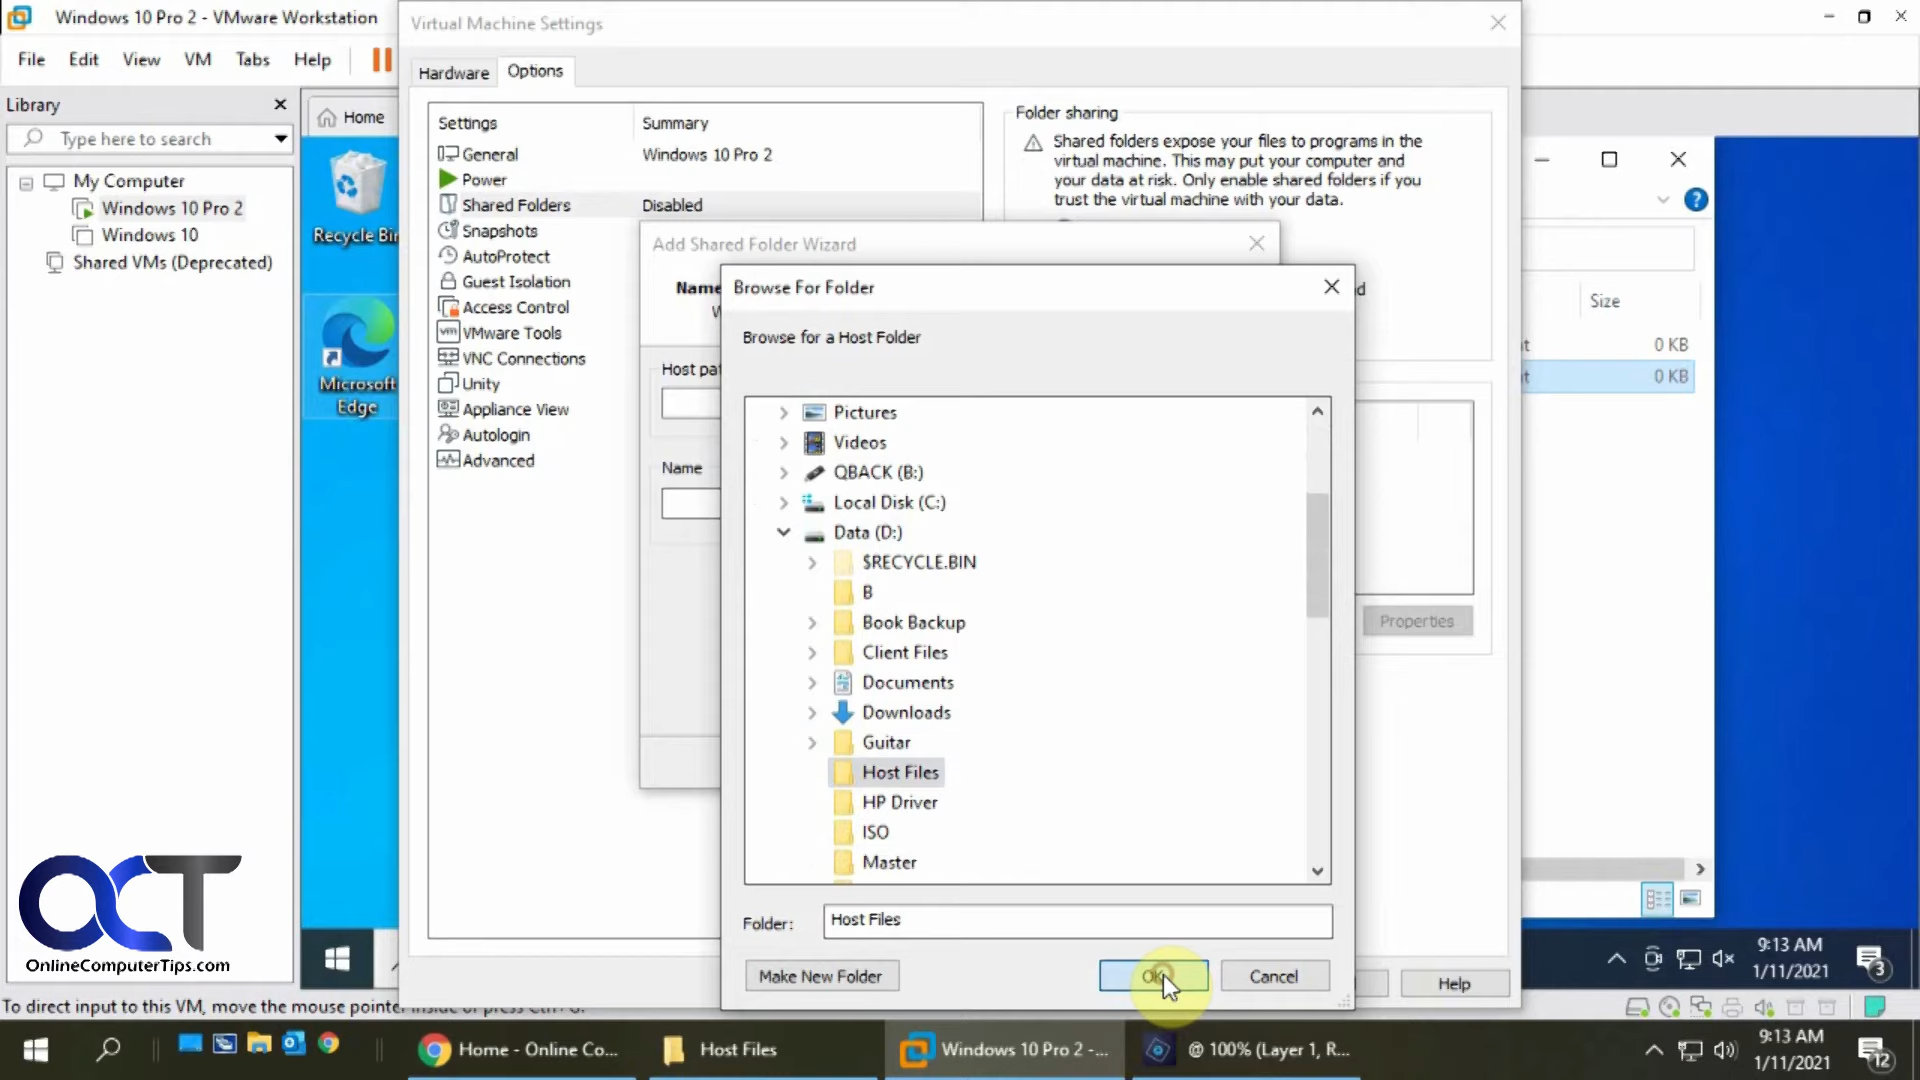 Windows 10 Pro 2 - VMware Workstation
Virtual Machine Settings
File Edit View VM Tabs Help
Hardware Options
Library
Type here to search
My Computer
Windows 10 Pro 2
Windows 10
Shared VMs (Deprecated)
Home
Recycle Bin
Microsoft
Edge
Settings Summary
General Windows 10 Pro 2
Power
Shared Folders Disabled
Snapshots
AutoProtect
Guest Isolation
Access Control
VMware Tools
VNC Connections
Unity
Appliance View
Autologin
Advanced
Folder sharing
Shared folders expose your files to programs in the
virtual machine. This may put your computer and
your data at risk. Only enable shared folders if you
trust the virtual machine with your data.
Add Shared Folder Wizard
Name
Host pat
Name
Browse For Folder
Browse for a Host Folder
Pictures
Videos
QBACK (B:)
Local Disk (C:)
Data (D:)
$RECYCLE.BIN
B
Book Backup
Client Files
Documents
Downloads
Guitar
Host Files
HP Driver
ISO
Master
Folder: Host Files
Make New Folder OK Cancel
Properties
Help
Size
0 KB
0 KB
9:13 AM
1/11/2021
3
OCT
OnlineComputerTips.com
To direct input to this VM, move the mouse pointer inside or press Ctrl+G.
Home - Online Co...
Host Files
Windows 10 Pro 2 -...
@ 100% (Layer 1, R...
9:13 AM
1/11/2021
12